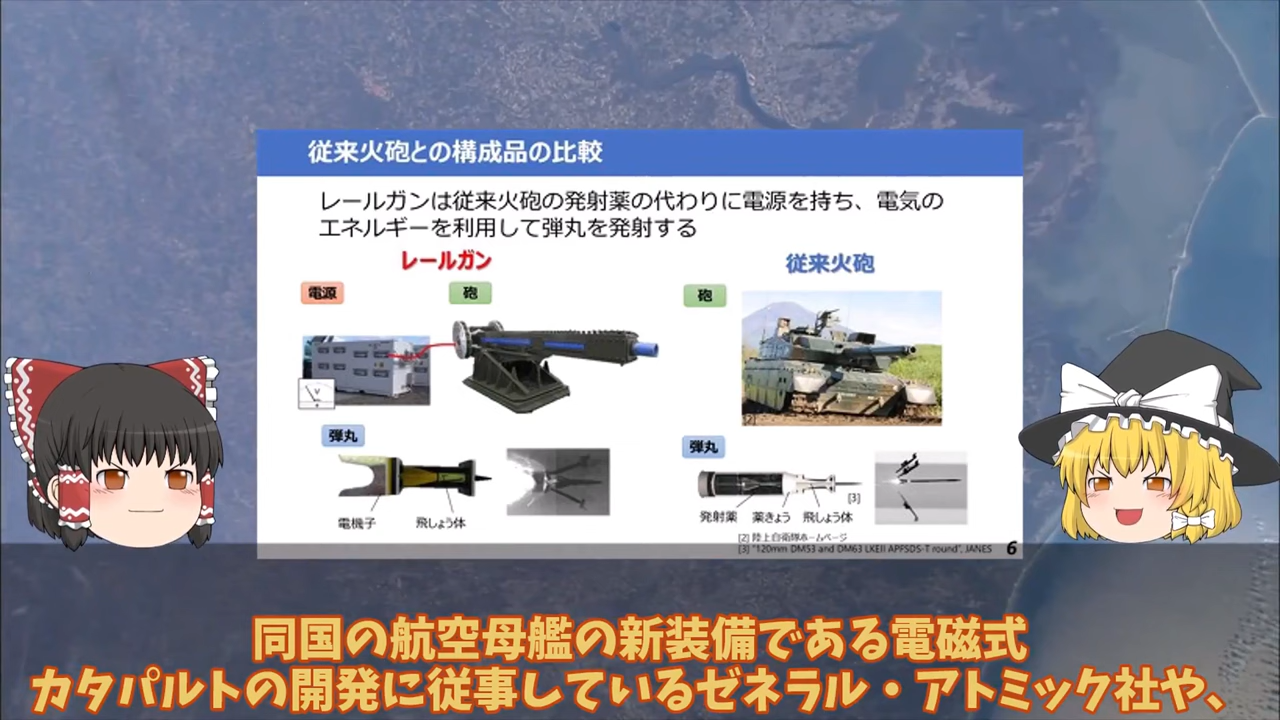 従来火砲との構成品の比較
レールガンは従来火砲の発射薬の代わりに電源を持ち、電気の
エネルギーを利用して弾丸を発射する
レールガン
従来火砲
電源
砲
砲
V
弾丸
弾丸
[3]
電機子
飛しょう体
発射薬
薬きょう
飛しょう体
[2] 陸上自衛隊ホームページ
[3] "120mm DM53 and DM63 LKEII APFSDS-T round", JANES
6
同国の航空母艦の新装備である電磁式
カタパルトの開発に従事しているゼネラル・アトミック社や、